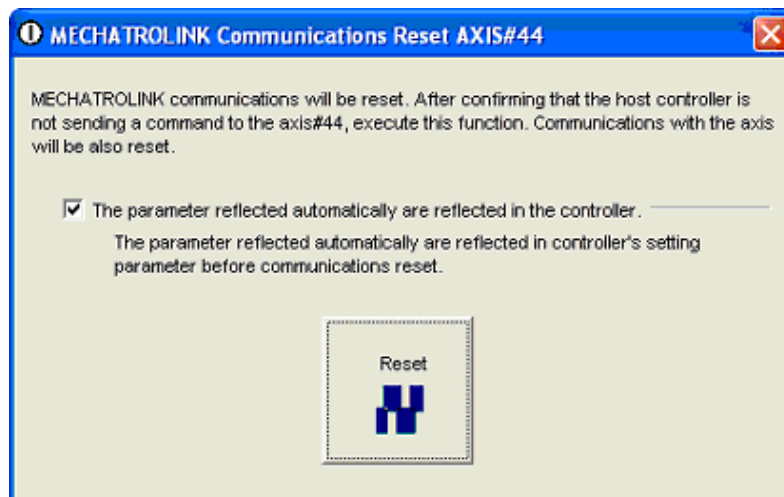 MECHATROLINK Communications Reset AXIS#44
MECHATROLINK communications will be reset. After confirming that the host controller is
not sending a command to the axis#44, execute this function. Communications with the axis
will be also reset.
The parameter reflected automatically are reflected in the controller.
The parameter reflected automatically are reflected in controller's setting
parameter before communications reset.
Reset